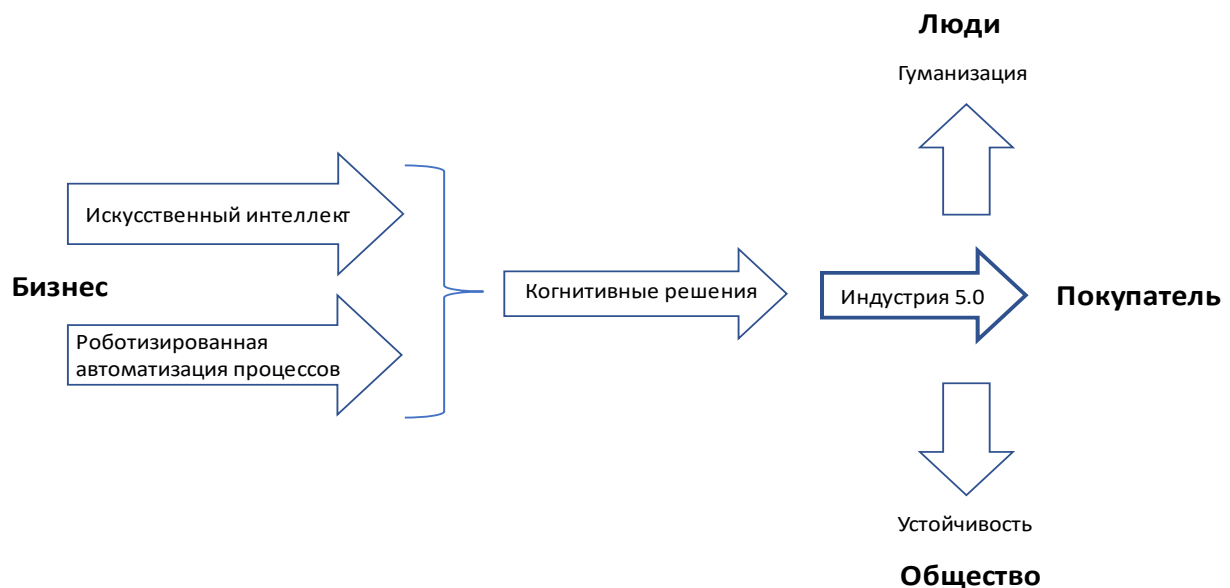 Люди
Гуманизация
Искусственный интеллект
Бизнес
Роботизированная
автоматизация процессов
Когнитивные решения
Индустрия 5.0
Покупатель
Устойчивость
Общество